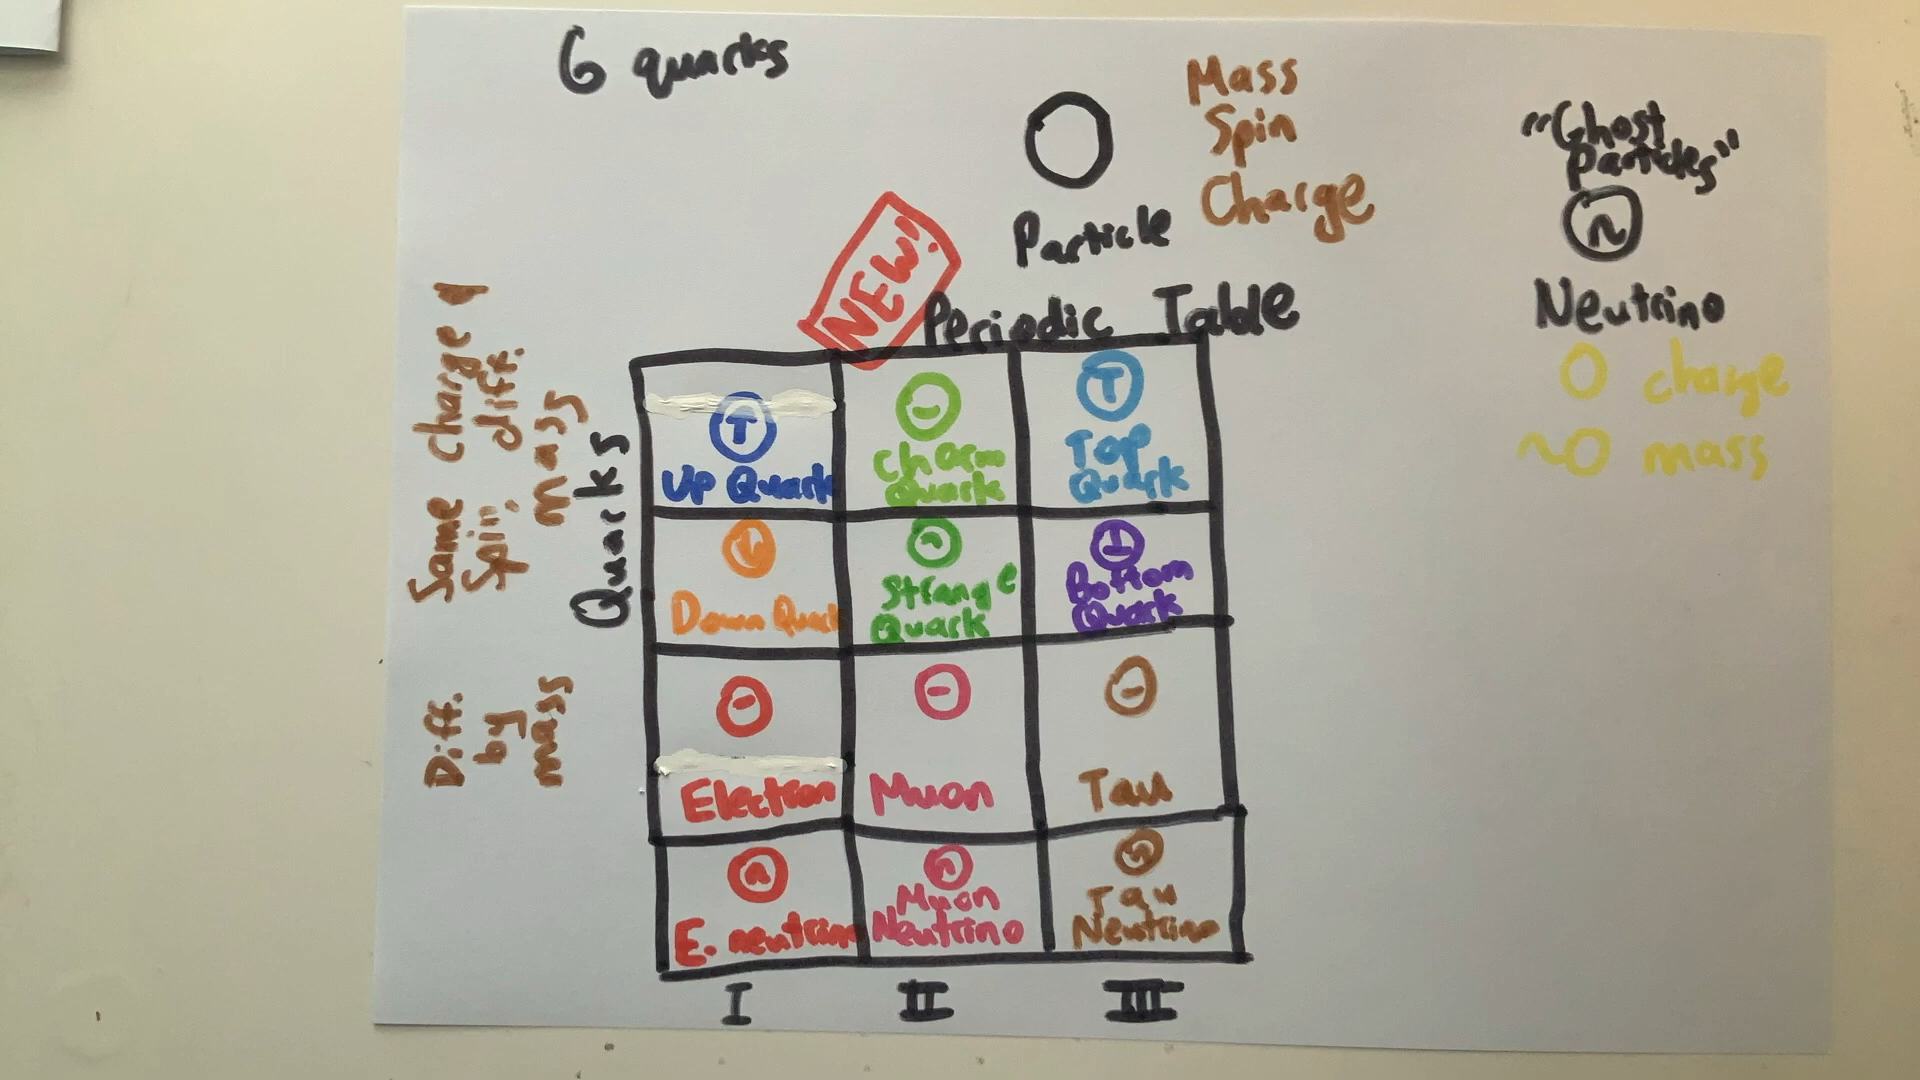 6 quarks
Mass
Spin
Charge
Particle
"Ghost
Particles"
~
Neutrino
0 charge
~0 mass
NEW!
Periodic Table
Same charge &
Spin, diff.
mass
Quarks
Diff.
by
mass
Up Quark
Charm
Quark
T
Top
Quark
Down Quark
Strange
Quark
Bottom
Quark
-
Electron
-
Muon
-
Tau
E. neutrino
Muon
Neutrino
Tau
Neutrino
I
II
III